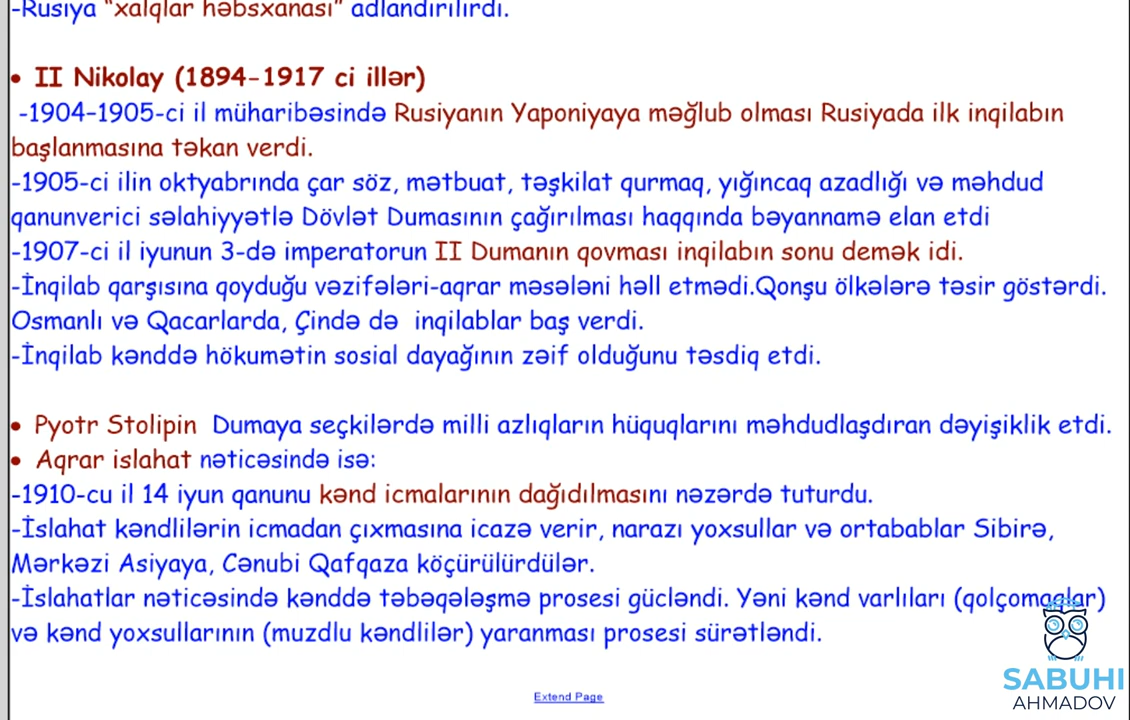 -Rusiya “xalqlar həbsxanası” adlandırılırdı.
• II Nikolay (1894-1917 ci illər)
-1904-1905-ci il müharibəsində Rusiyanın Yaponiyaya məğlub olması Rusiyada ilk inqilabın
başlanmasına təkan verdi.
-1905-ci ilin oktyabrında çar söz, mətbuat, təşkilat qurmaq, yığıncaq azadlığı və məhdud
qanunverici səlahiyyətlə Dövlət Dumasının çağırılması haqqında bəyannamə elan etdi
-1907-ci il iyunun 3-də imperatorun II Dumanın qovması inqilabın sonu demək idi.
-İnqilab qarşısına qoyduğu vəzifələri-aqrar məsələni həll etmədi.Qonşu ölkələrə təsir göstərdi.
Osmanlı və Qacarlarda, Çində də inqilablar baş verdi.
-İnqilab kənddə hökumətin sosial dayağının zəif olduğunu təsdiq etdi.
• Pyotr Stolipin Dumaya seçkilərdə milli azlıqların hüquqlarını məhdudlaşdıran dəyişiklik etdi.
• Aqrar islahat nəticəsində isə:
-1910-cu il 14 iyun qanunu kənd icmalarının dağıdılmasını nəzərdə tuturdu.
-İslahat kəndlilərin icmadan çıxmasına icazə verir, narazı yoxsullar və ortabablar Sibirə,
Mərkəzi Asiyaya, Cənubi Qafqaza köçürülürdülər.
-İslahatlar nəticəsində kənddə təbəqələşmə prosesi gücləndi. Yəni kənd varlıları (qolçomaqlar)
və kənd yoxsullarının (muzdlu kəndlilər) yaranması prosesi sürətləndi.
SABUHI
AHMADOV
Extend Page